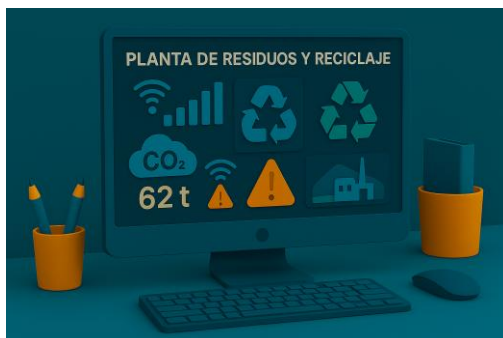 PLANTA DE RESIDUOS Y RECICLAJE
CO₂
62 t